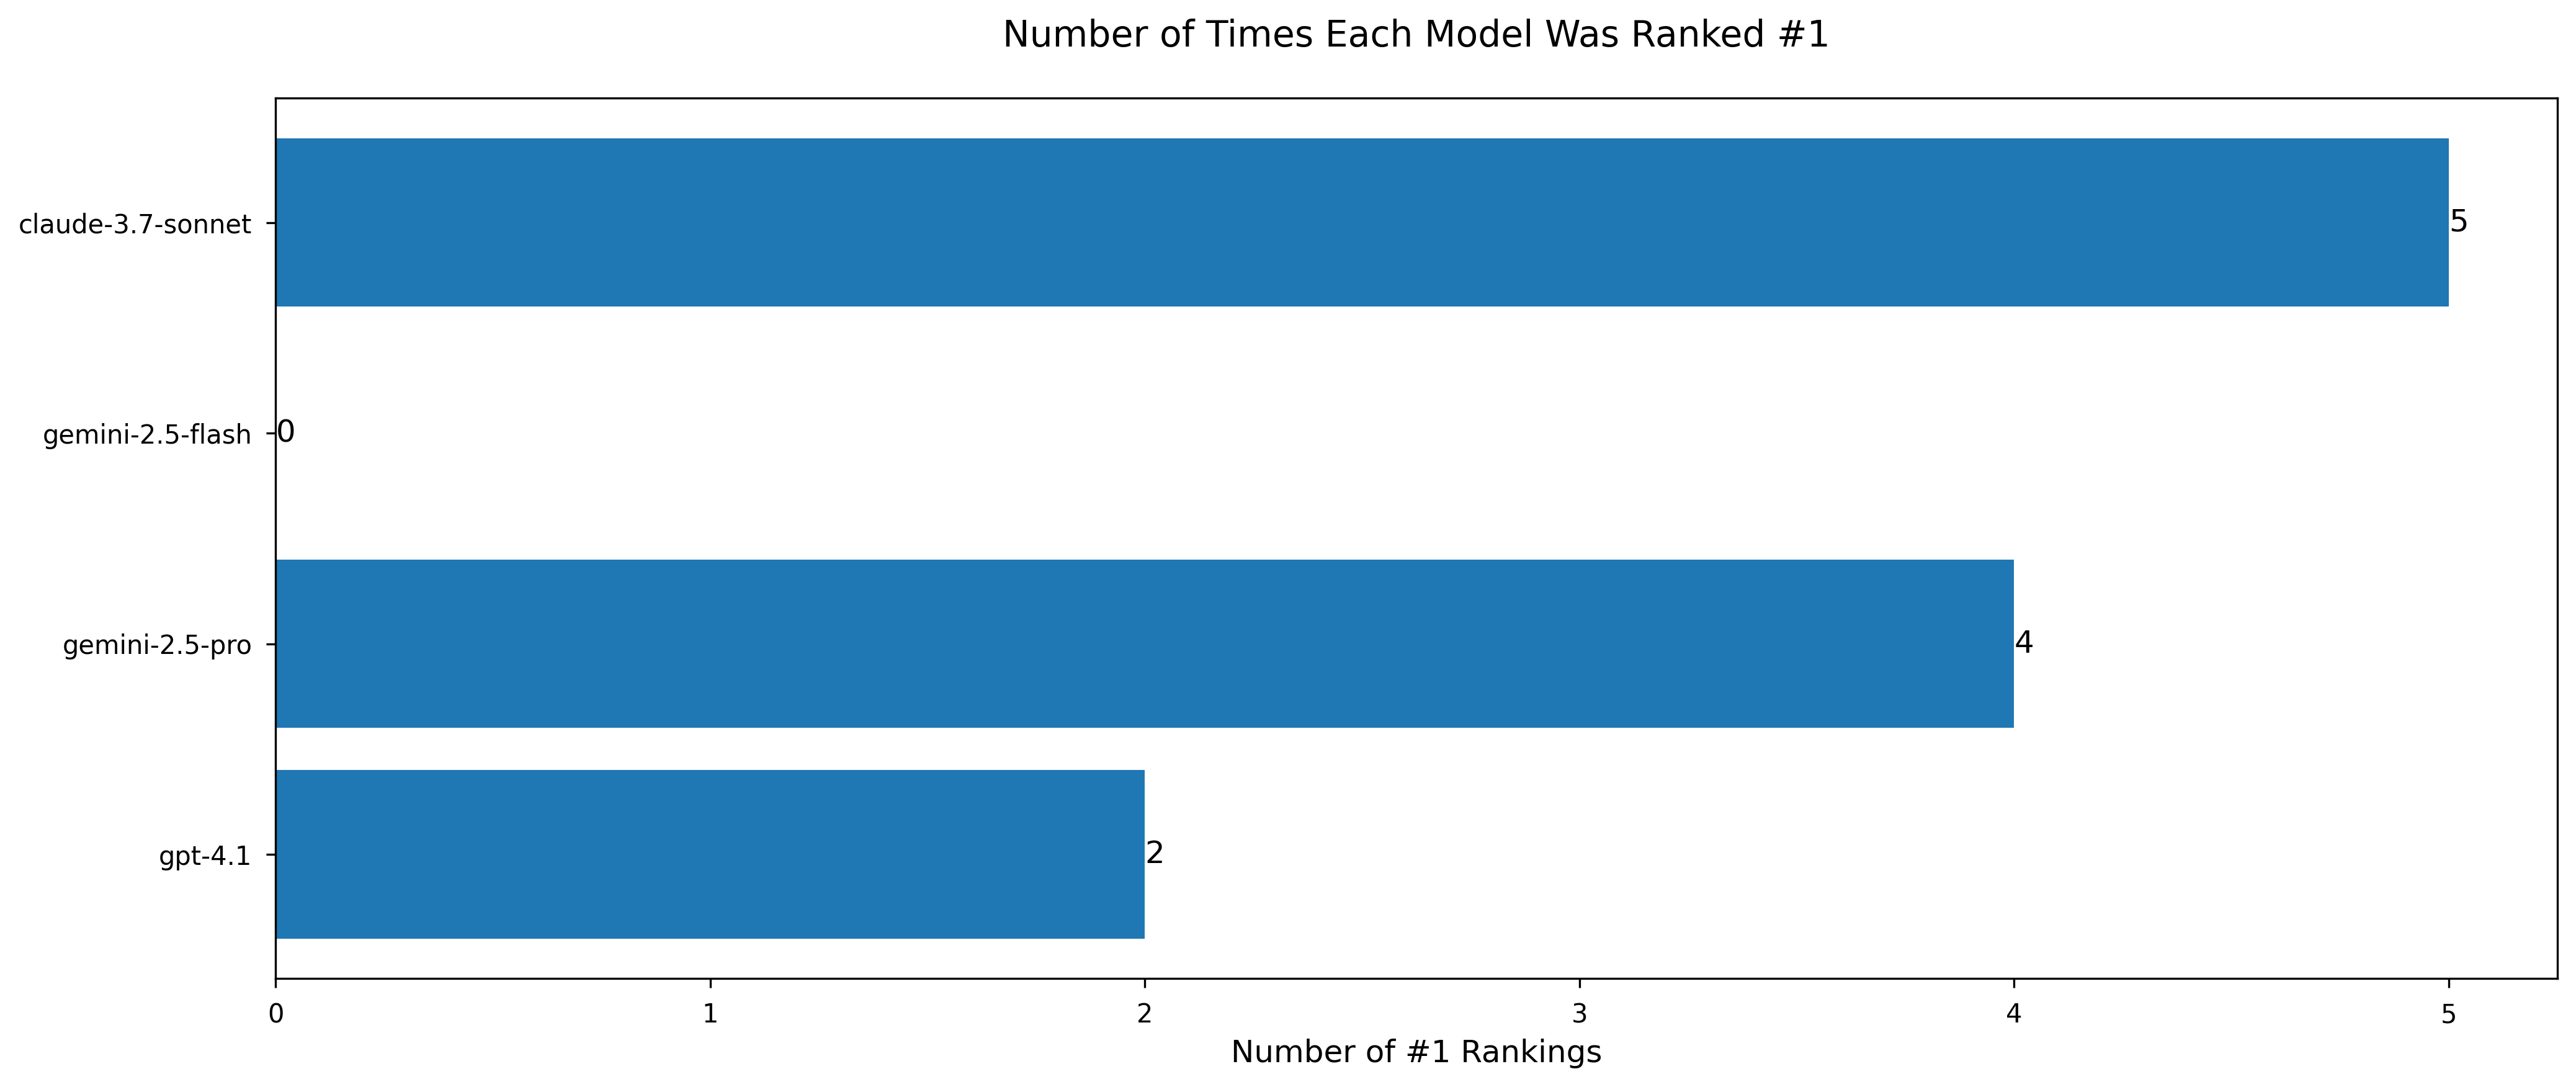 Number of Times Each Model Was Ranked #1
claude-3.7-sonnet
5
gemini-2.5-flash
0
gemini-2.5-pro
4
gpt-4.1
2
0 1 2 3 4 5
Number of #1 Rankings